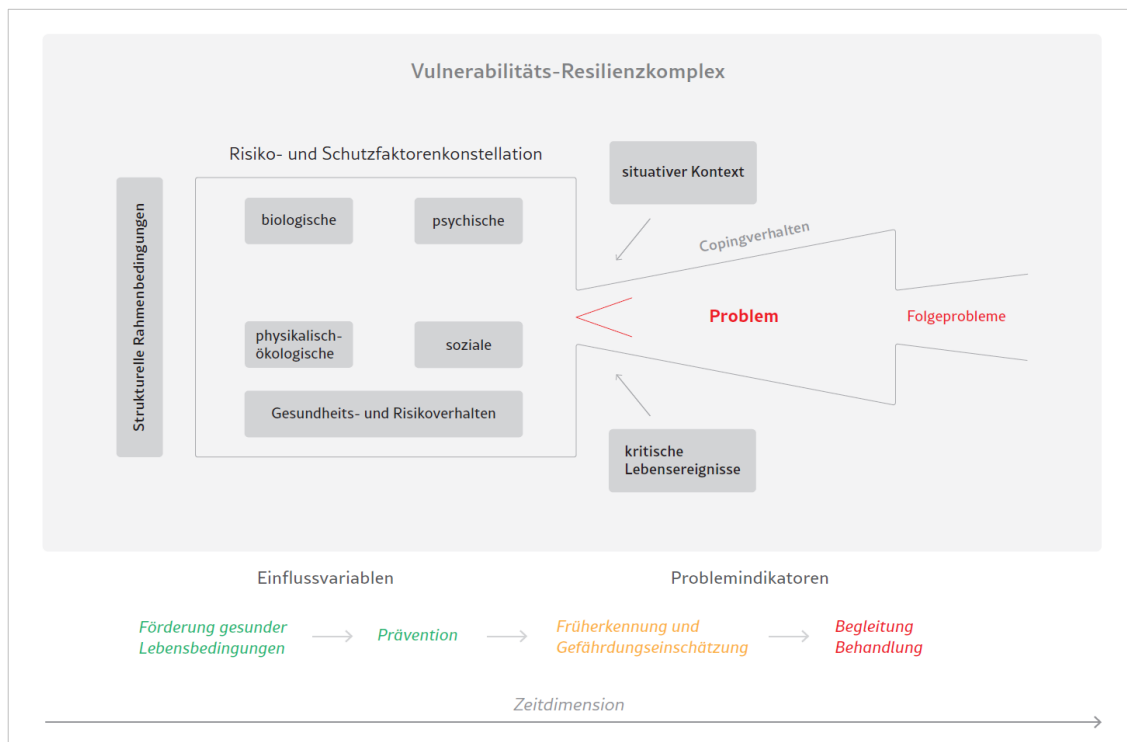 Vulnerabilitäts-Resilienzkomplex
Risiko- und Schutzfaktorenkonstellation
Strukturelle Rahmenbedingungen
biologische
psychische
physikalisch-
ökologische
soziale
Gesundheits- und Risikoverhalten
situativer Kontext
Copingverhalten
Problem
Folgeprobleme
kritische
Lebensereignisse
Einflussvariablen
Problemindikatoren
Förderung gesunder
Lebensbedingungen
Prävention
Früherkennung und
Gefährdungseinschätzung
Begleitung
Behandlung
Zeitdimension